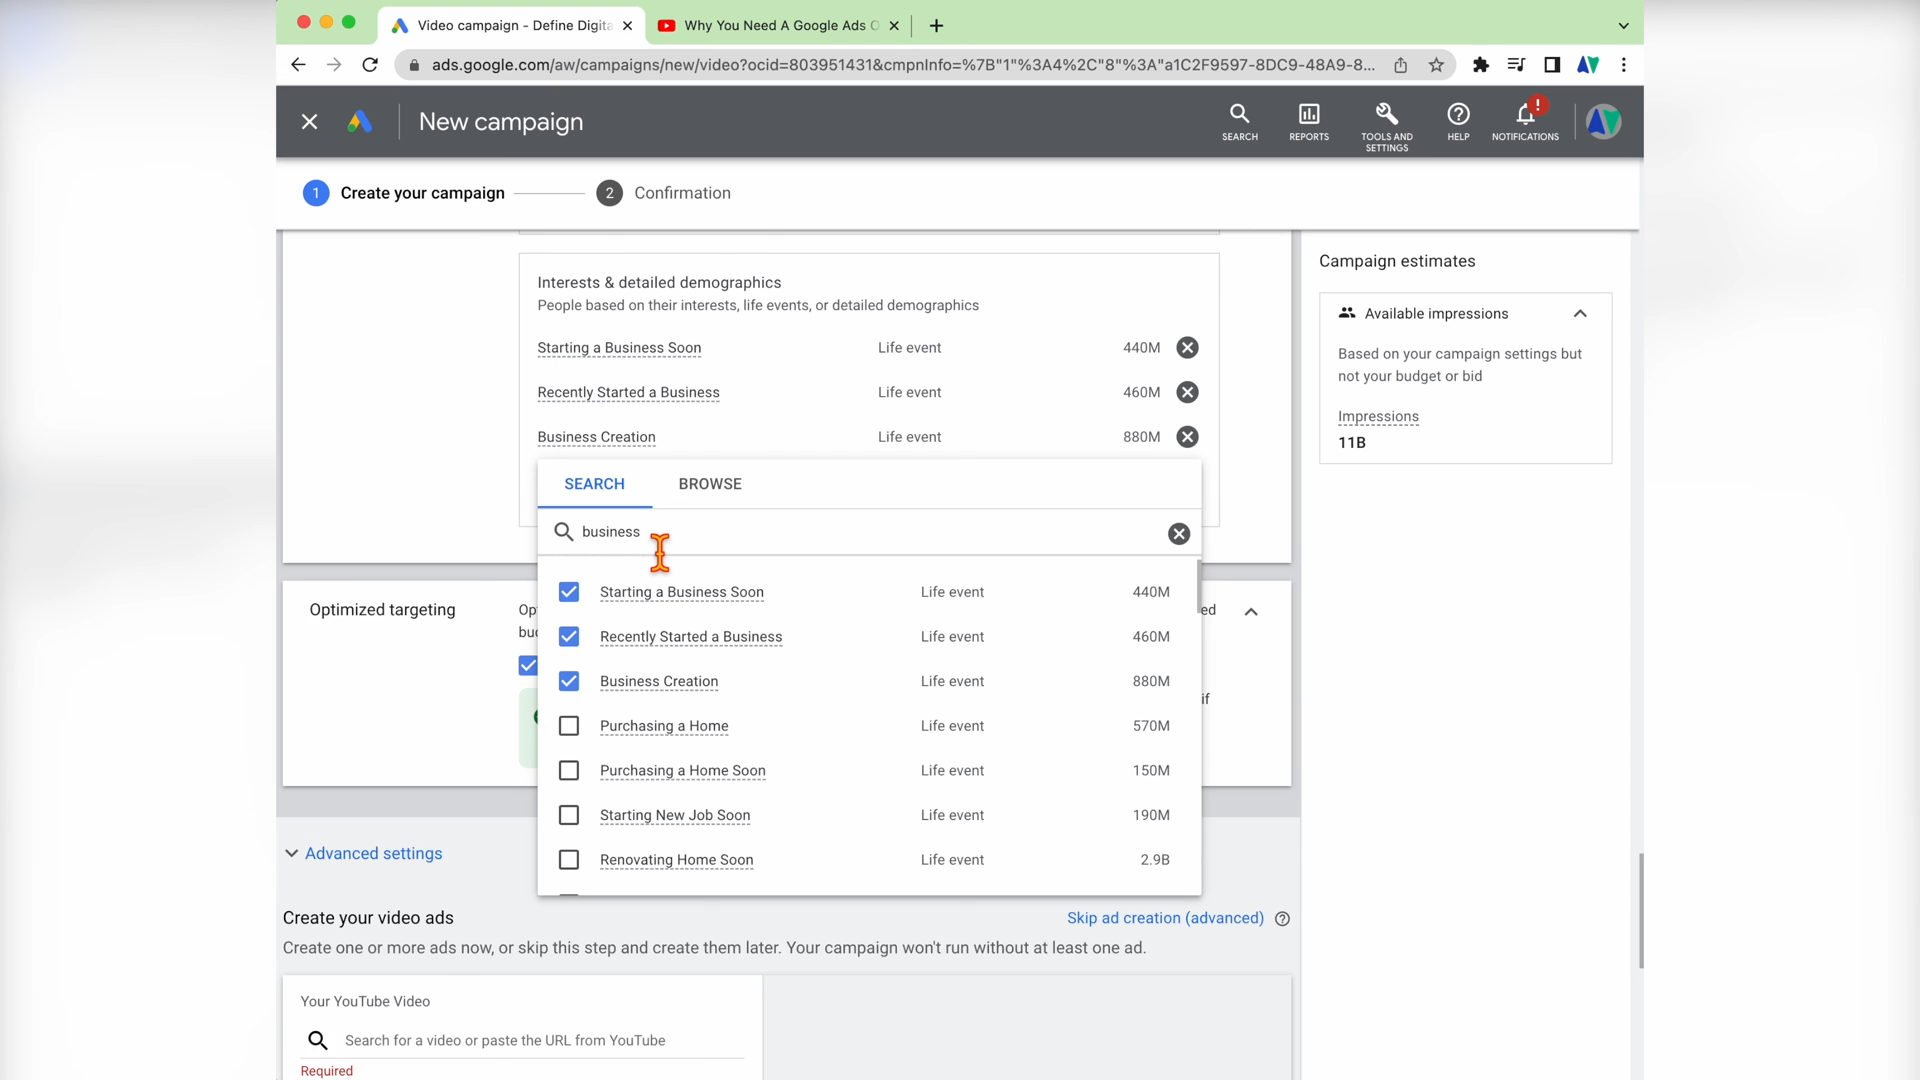 Video campaign - Define Digita
Why You Need A Google Ads C
ads.google.com/aw/campaigns/new/video?ocid=803951431&cmpnInfo=%7B"1"%3A4%2C"8"%3A"a1C2F9597-8DC9-48A9-8...
New campaign
SEARCH
REPORTS
TOOLS AND
SETTINGS
HELP
!
NOTIFICATIONS
1 Create your campaign
2 Confirmation
Interests & detailed demographics
People based on their interests, life events, or detailed demographics
Starting a Business Soon Life event 440M
Recently Started a Business Life event 460M
Business Creation Life event 880M
Campaign estimates
Available impressions
Based on your campaign settings but
not your budget or bid
Impressions
11B
SEARCH BROWSE
business
Starting a Business Soon Life event 440M
Recently Started a Business Life event 460M
Business Creation Life event 880M
Purchasing a Home Life event 570M
Purchasing a Home Soon Life event 150M
Starting New Job Soon Life event 190M
Renovating Home Soon Life event 2.9B
Optimized targeting
Op
ed
buc
if
Advanced settings
Create your video ads
Skip ad creation (advanced)
Create one or more ads now, or skip this step and create them later. Your campaign won't run without at least one ad.
Your YouTube Video
Search for a video or paste the URL from YouTube
Required